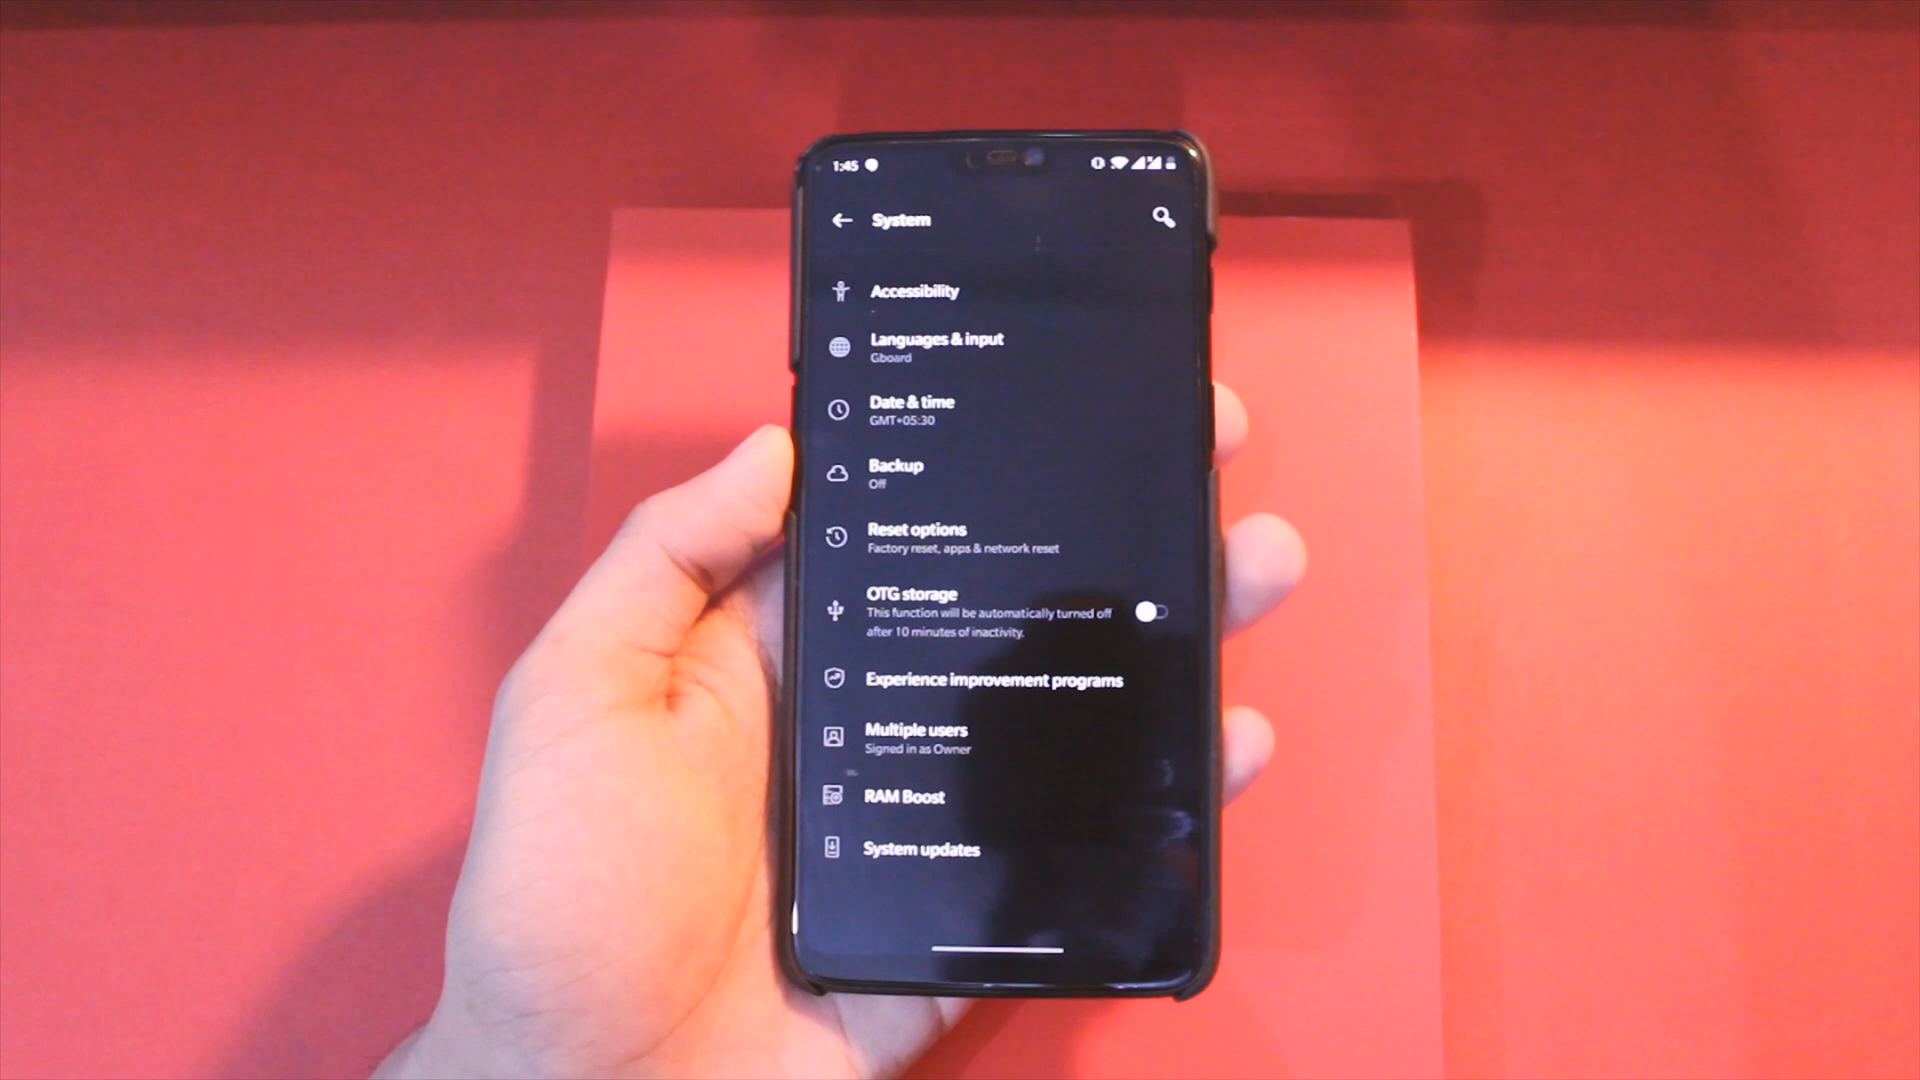 1:45
System
Accessibility
Languages & input
Gboard
Date & time
GMT+05:30
Backup
Off
Reset options
Factory reset, apps & network reset
OTG storage
This function will be automatically turned off
after 10 minutes of inactivity.
Experience improvement programs
Multiple users
Signed in as Owner
RAM Boost
System updates